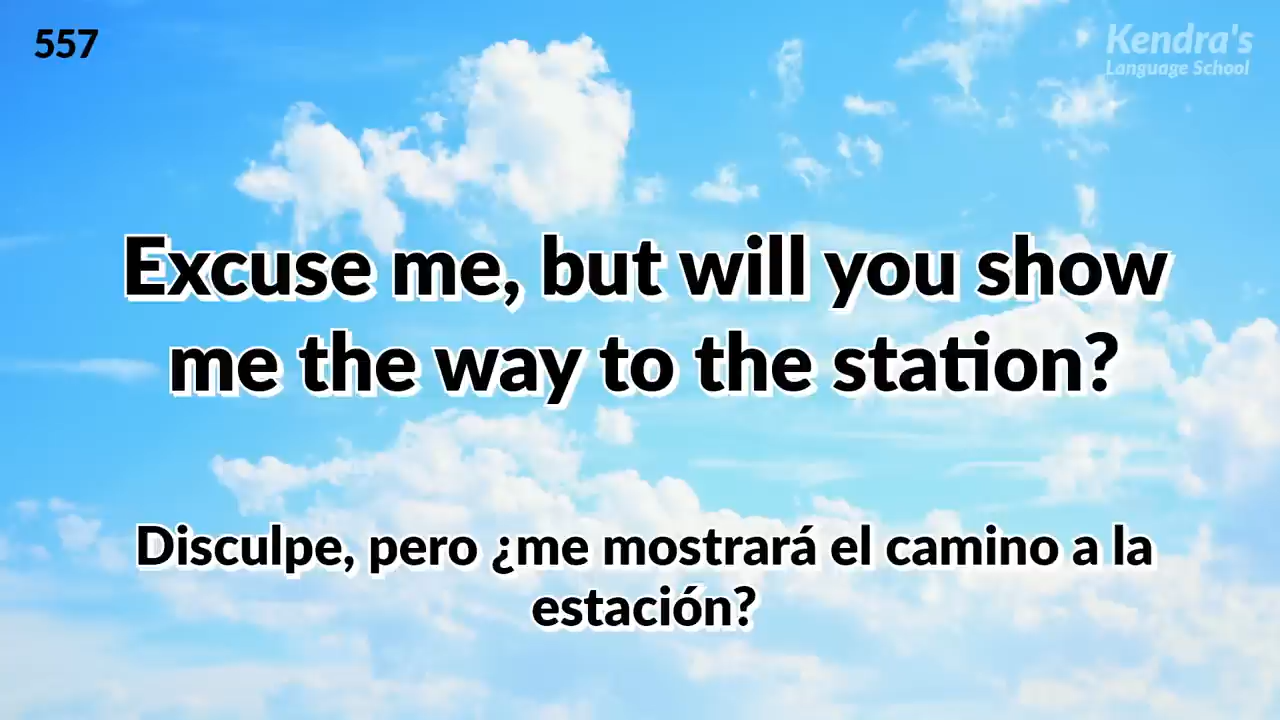 557
Kendra's
Language School
Excuse me, but will you show
me the way to the station?
Disculpe, pero ¿me mostrará el camino a la
estación?